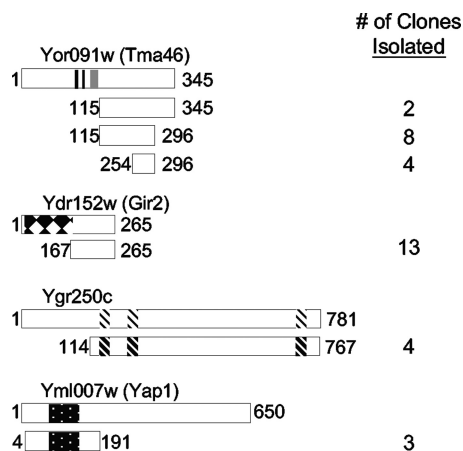 # of Clones
Isolated
Yor091w (Tma46)
1 345
115 345 2
115 296 8
254 296 4
Ydr152w (Gir2)
1 265
167 265 13
Ygr250c
1 781
114 767 4
Yml007w (Yap1)
1 650
4 191 3